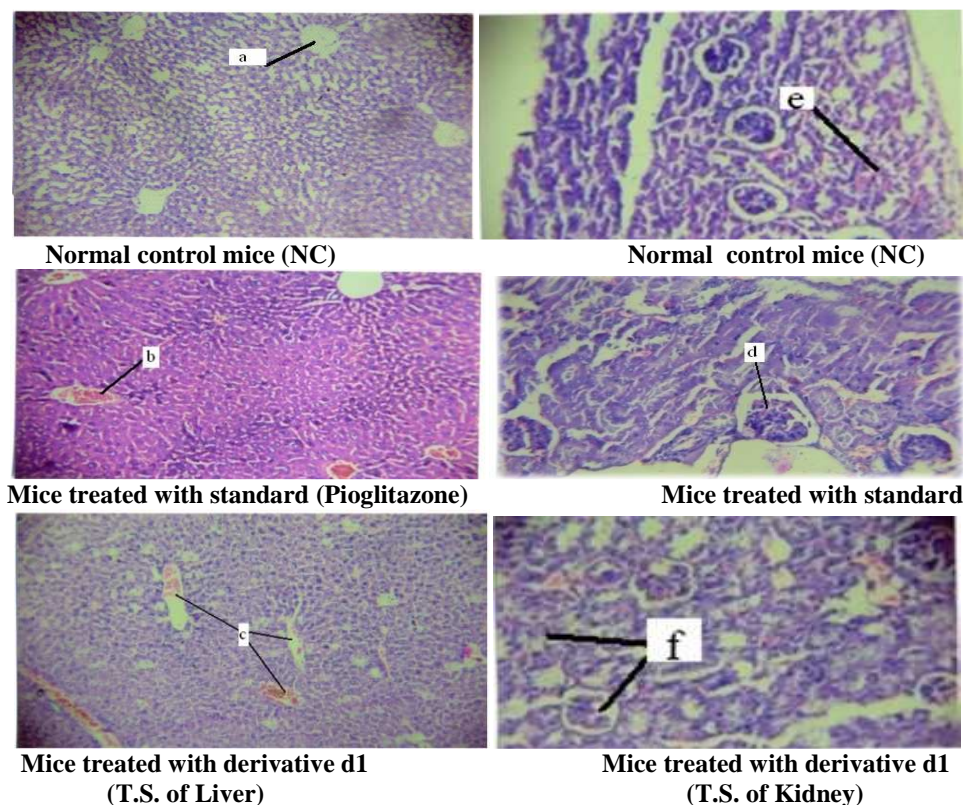 a
e
Normal control mice (NC)
Normal control mice (NC)
b
d
Mice treated with standard (Pioglitazone)
Mice treated with standard
c
f
Mice treated with derivative d1
(T.S. of Liver)
Mice treated with derivative d1
(T.S. of Kidney)